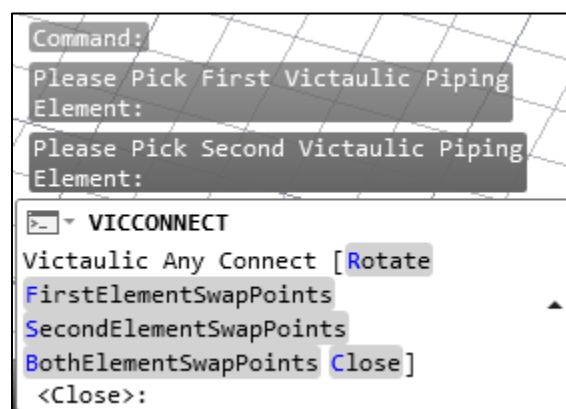 Command:
Please Pick First Victaulic Piping
Element:
Please Pick Second Victaulic Piping
Element:
>_ VICCONNECT
Victaulic Any Connect [Rotate
FirstElementSwapPoints
SecondElementSwapPoints
BothElementSwapPoints Close]
<Close>: